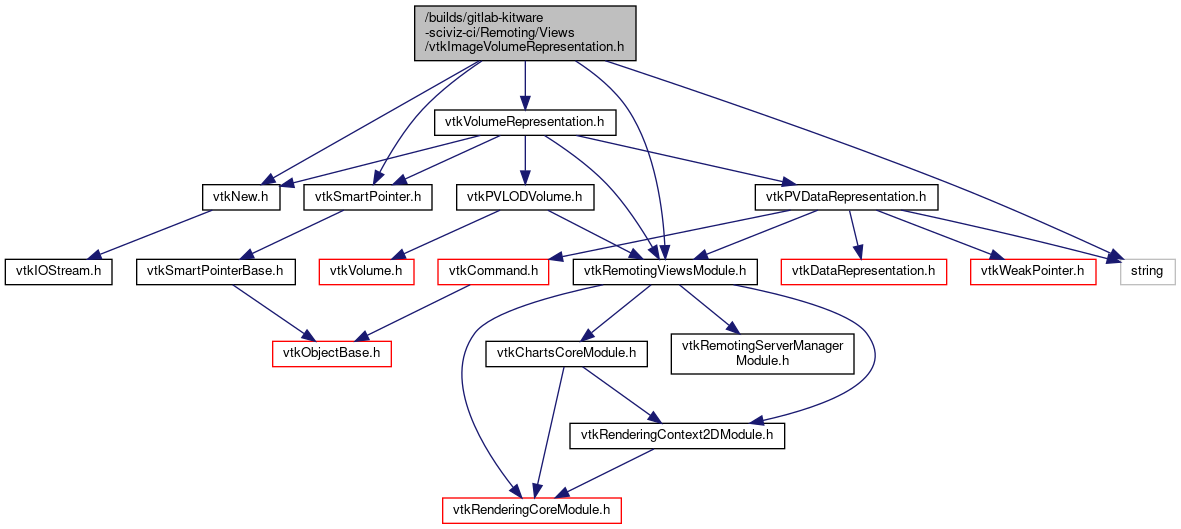 /builds/gitlab-kitware
-sciviz-ci/Remoting/Views
/vtkImageVolumeRepresentation.h
vtkVolumeRepresentation.h
vtkNew.h
vtkSmartPointer.h
vtkPVLODVolume.h
vtkPVDataRepresentation.h
vtkIOStream.h
vtkSmartPointerBase.h
vtkVolume.h
vtkCommand.h
vtkRemotingViewsModule.h
vtkDataRepresentation.h
vtkWeakPointer.h
string
vtkObjectBase.h
vtkChartsCoreModule.h
vtkRemotingServerManager
Module.h
vtkRenderingContext2DModule.h
vtkRenderingCoreModule.h